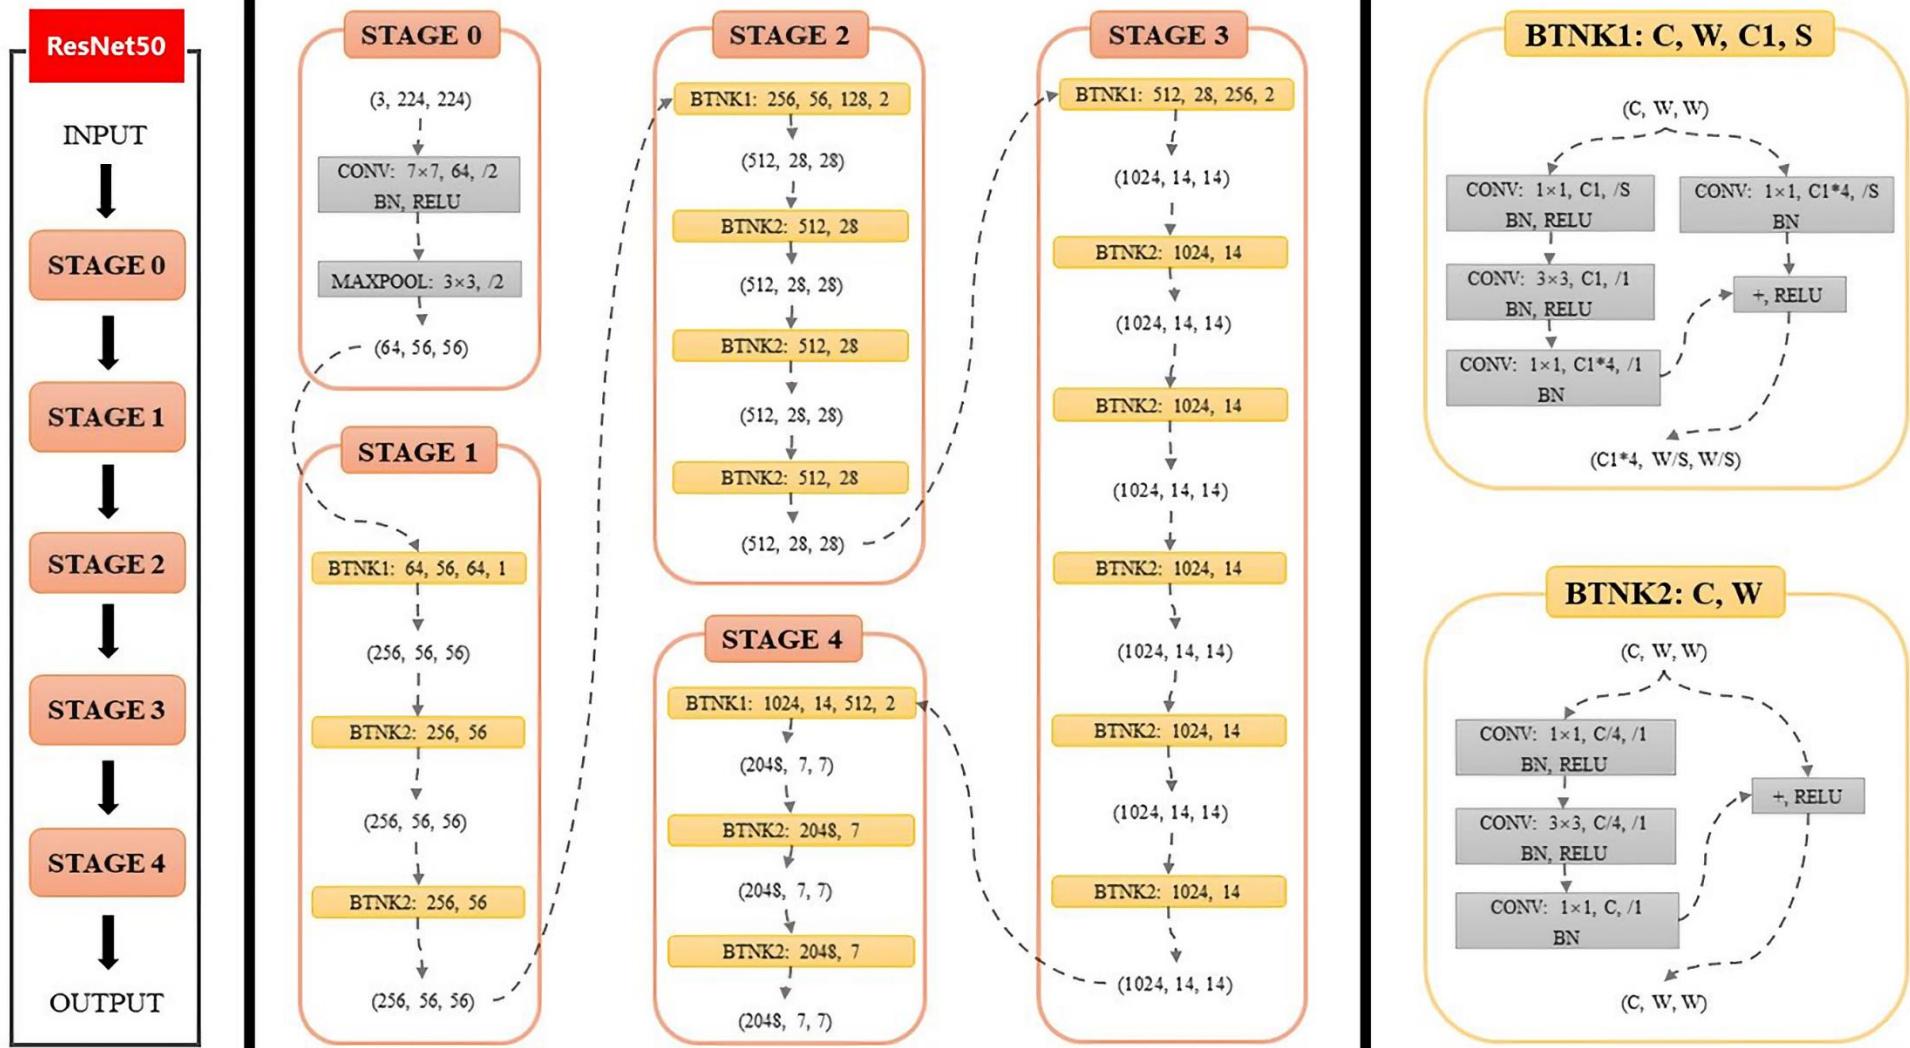 ResNet50
INPUT
STAGE 0
STAGE 1
STAGE 2
STAGE 3
STAGE 4
OUTPUT
STAGE 0
(3, 224, 224)
CONV: 7×7, 64, /2
BN, RELU
MAXPOOL: 3×3, /2
(64, 56, 56)
STAGE 1
BTNK1: 64, 56, 64, 1
(256, 56, 56)
BTNK2: 256, 56
(256, 56, 56)
BTNK2: 256, 56
(256, 56, 56)
STAGE 2
BTNK1: 256, 56, 128, 2
(512, 28, 28)
BTNK2: 512, 28
(512, 28, 28)
BTNK2: 512, 28
(512, 28, 28)
BTNK2: 512, 28
(512, 28, 28)
STAGE 3
BTNK1: 512, 28, 256, 2
(1024, 14, 14)
BTNK2: 1024, 14
(1024, 14, 14)
BTNK2: 1024, 14
(1024, 14, 14)
BTNK2: 1024, 14
(1024, 14, 14)
BTNK2: 1024, 14
(1024, 14, 14)
BTNK2: 1024, 14
(1024, 14, 14)
STAGE 4
BTNK1: 1024, 14, 512, 2
(2048, 7, 7)
BTNK2: 2048, 7
(2048, 7, 7)
BTNK2: 2048, 7
(2048, 7, 7)
BTNK1: C, W, C1, S
(C, W, W)
CONV: 1×1, C1, /S
BN, RELU
CONV: 3×3, C1, /1
BN, RELU
CONV: 1×1, C1*4, /1
BN
CONV: 1×1, C1*4, /S
BN
+, RELU
(C1*4, W/S, W/S)
BTNK2: C, W
(C, W, W)
CONV: 1×1, C/4, /1
BN, RELU
CONV: 3×3, C/4, /1
BN, RELU
CONV: 1×1, C, /1
BN
+, RELU
(C, W, W)